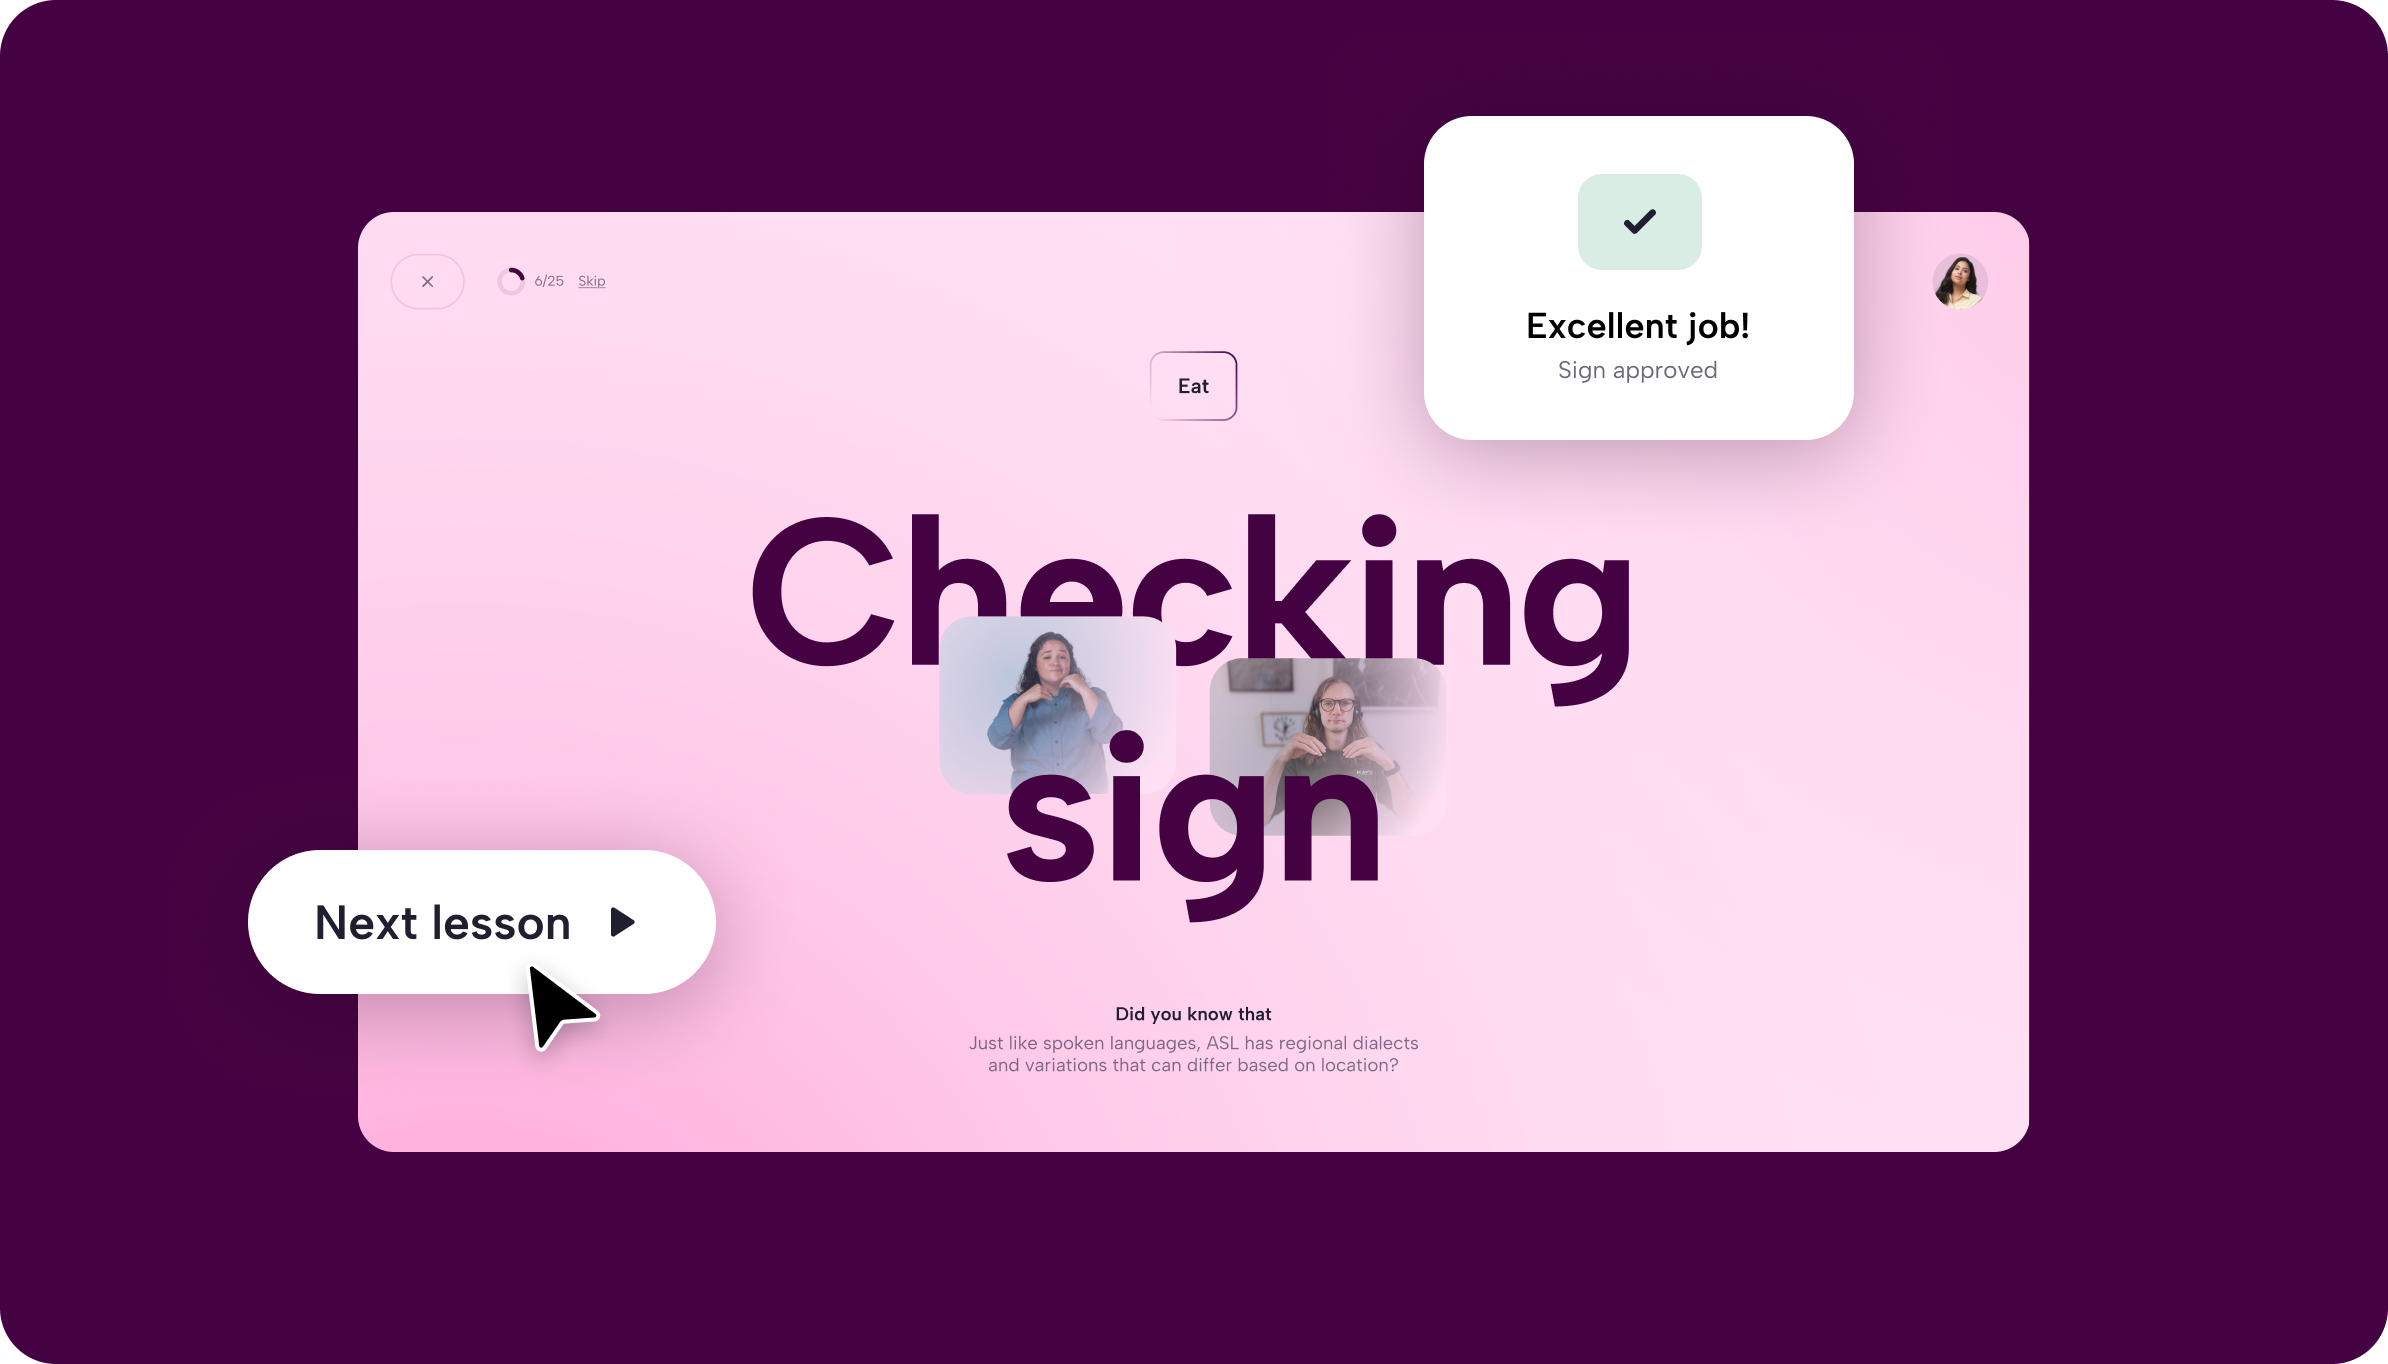 6/25 Skip
Excellent job!
Sign approved
Eat
Checking
sign
Next lesson
Did you know that
Just like spoken languages, ASL has regional dialects
and variations that can differ based on location?